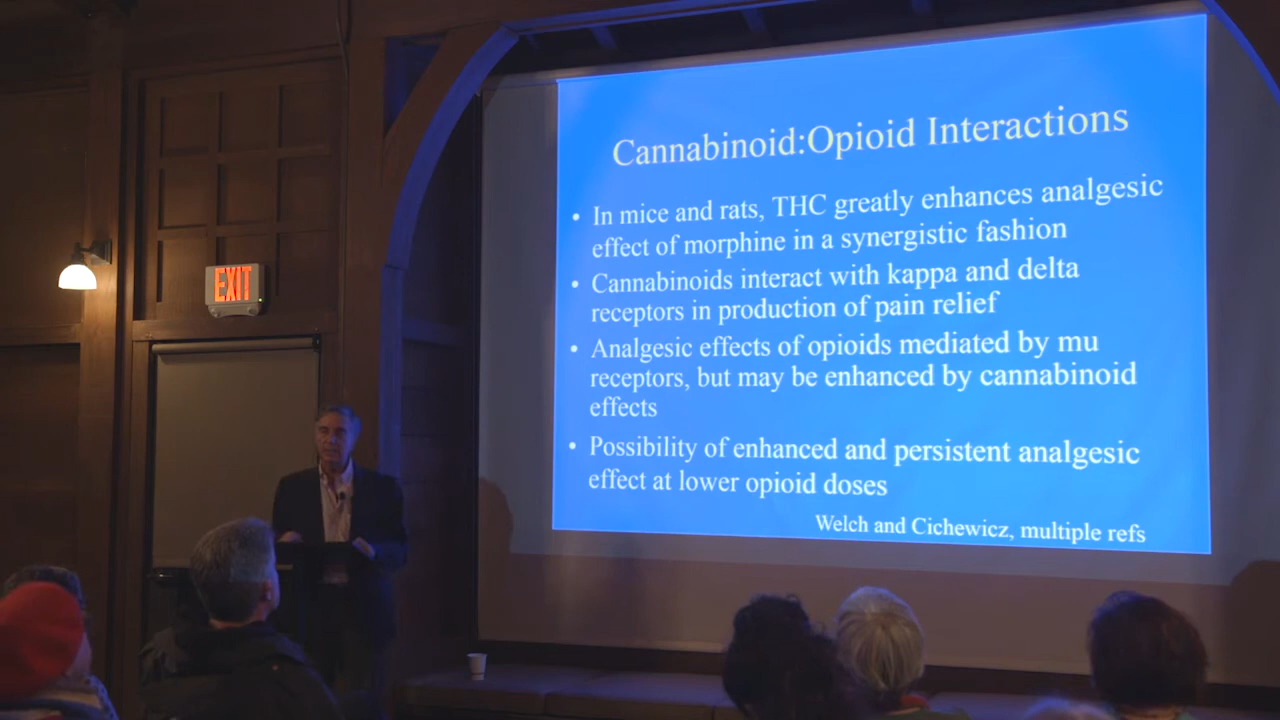 EXIT
Cannabinoid:Opioid Interactions
• In mice and rats, THC greatly enhances analgesic
effect of morphine in a synergistic fashion
• Cannabinoids interact with kappa and delta
receptors in production of pain relief
• Analgesic effects of opioids mediated by mu
receptors, but may be enhanced by cannabinoid
effects
• Possibility of enhanced and persistent analgesic
effect at lower opioid doses
Welch and Cichewicz, multiple refs